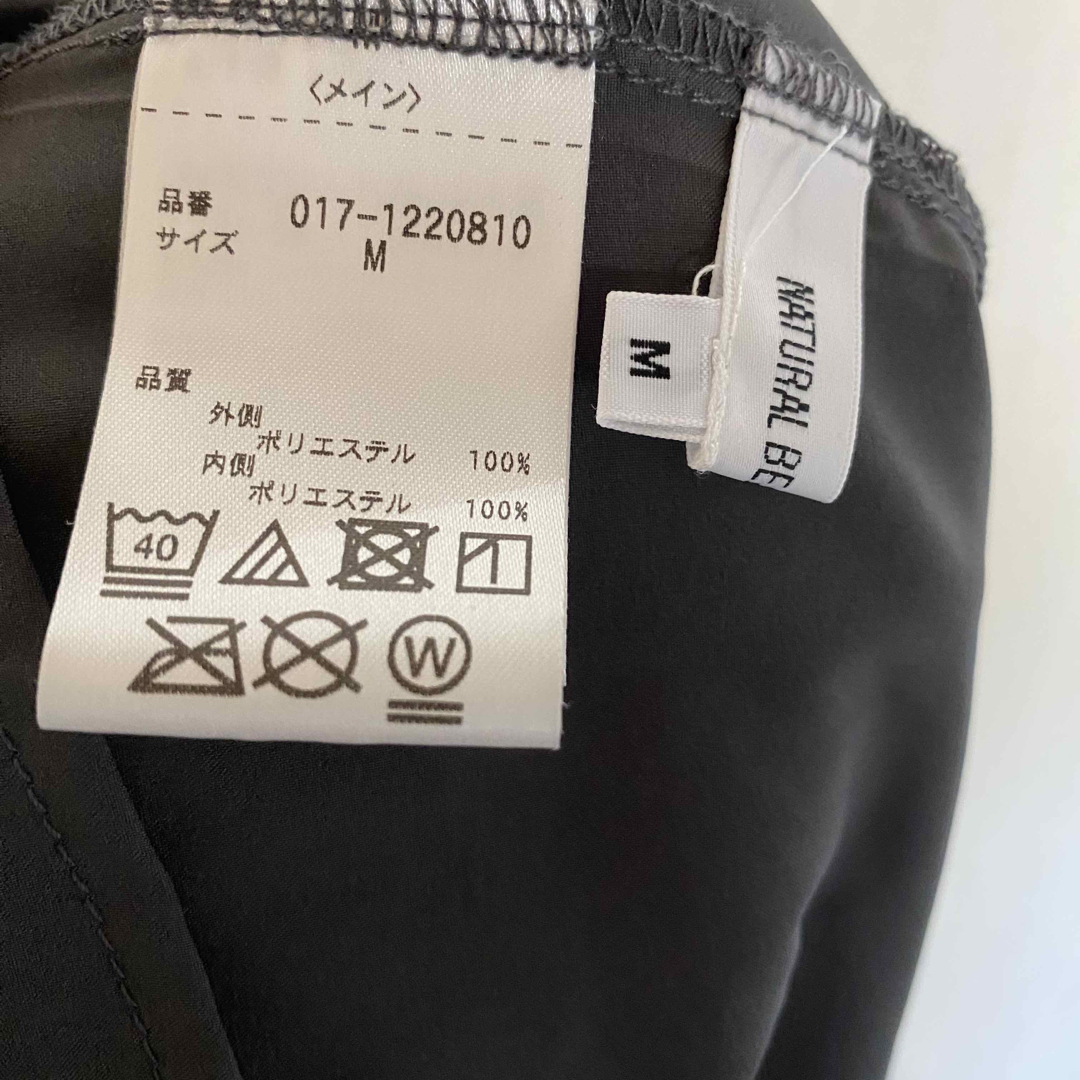 〈メイン〉
品番 017-1220810
サイズ M
品質
外側
ポリエステル 100%
内側
ポリエステル 100%
40
W
M
NATURAL BE